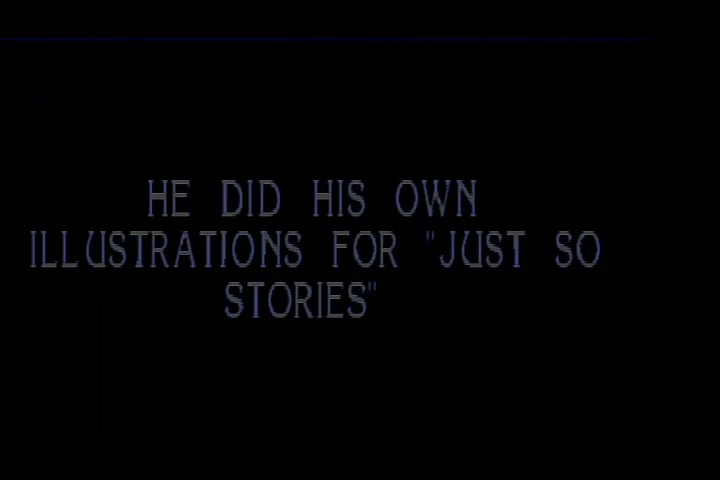 HE DID HIS OWN
ILLUSTRATIONS FOR "JUST SO
STORIES"